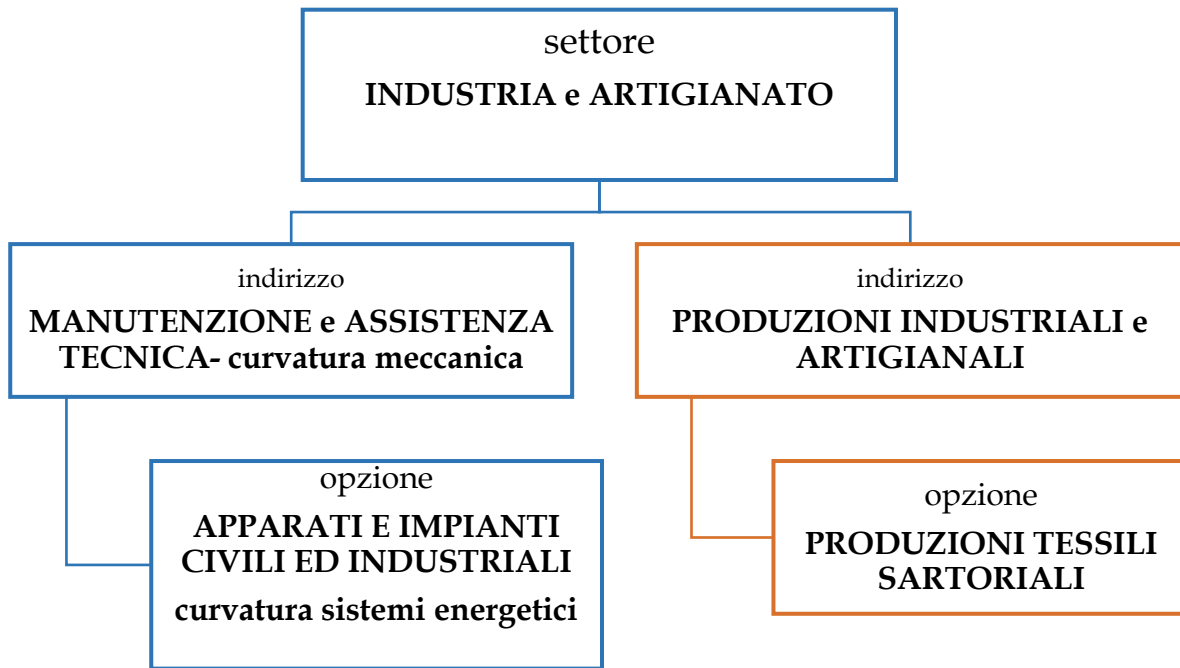 settore
INDUSTRIA e ARTIGIANATO
indirizzo
MANUTENZIONE e ASSISTENZA
TECNICA- curvatura meccanica
opzione
APPARATI E IMPIANTI
CIVILI ED INDUSTRIALI
curvatura sistemi energetici
indirizzo
PRODUZIONI INDUSTRIALI e
ARTIGIANALI
opzione
PRODUZIONI TESSILI
SARTORIALI